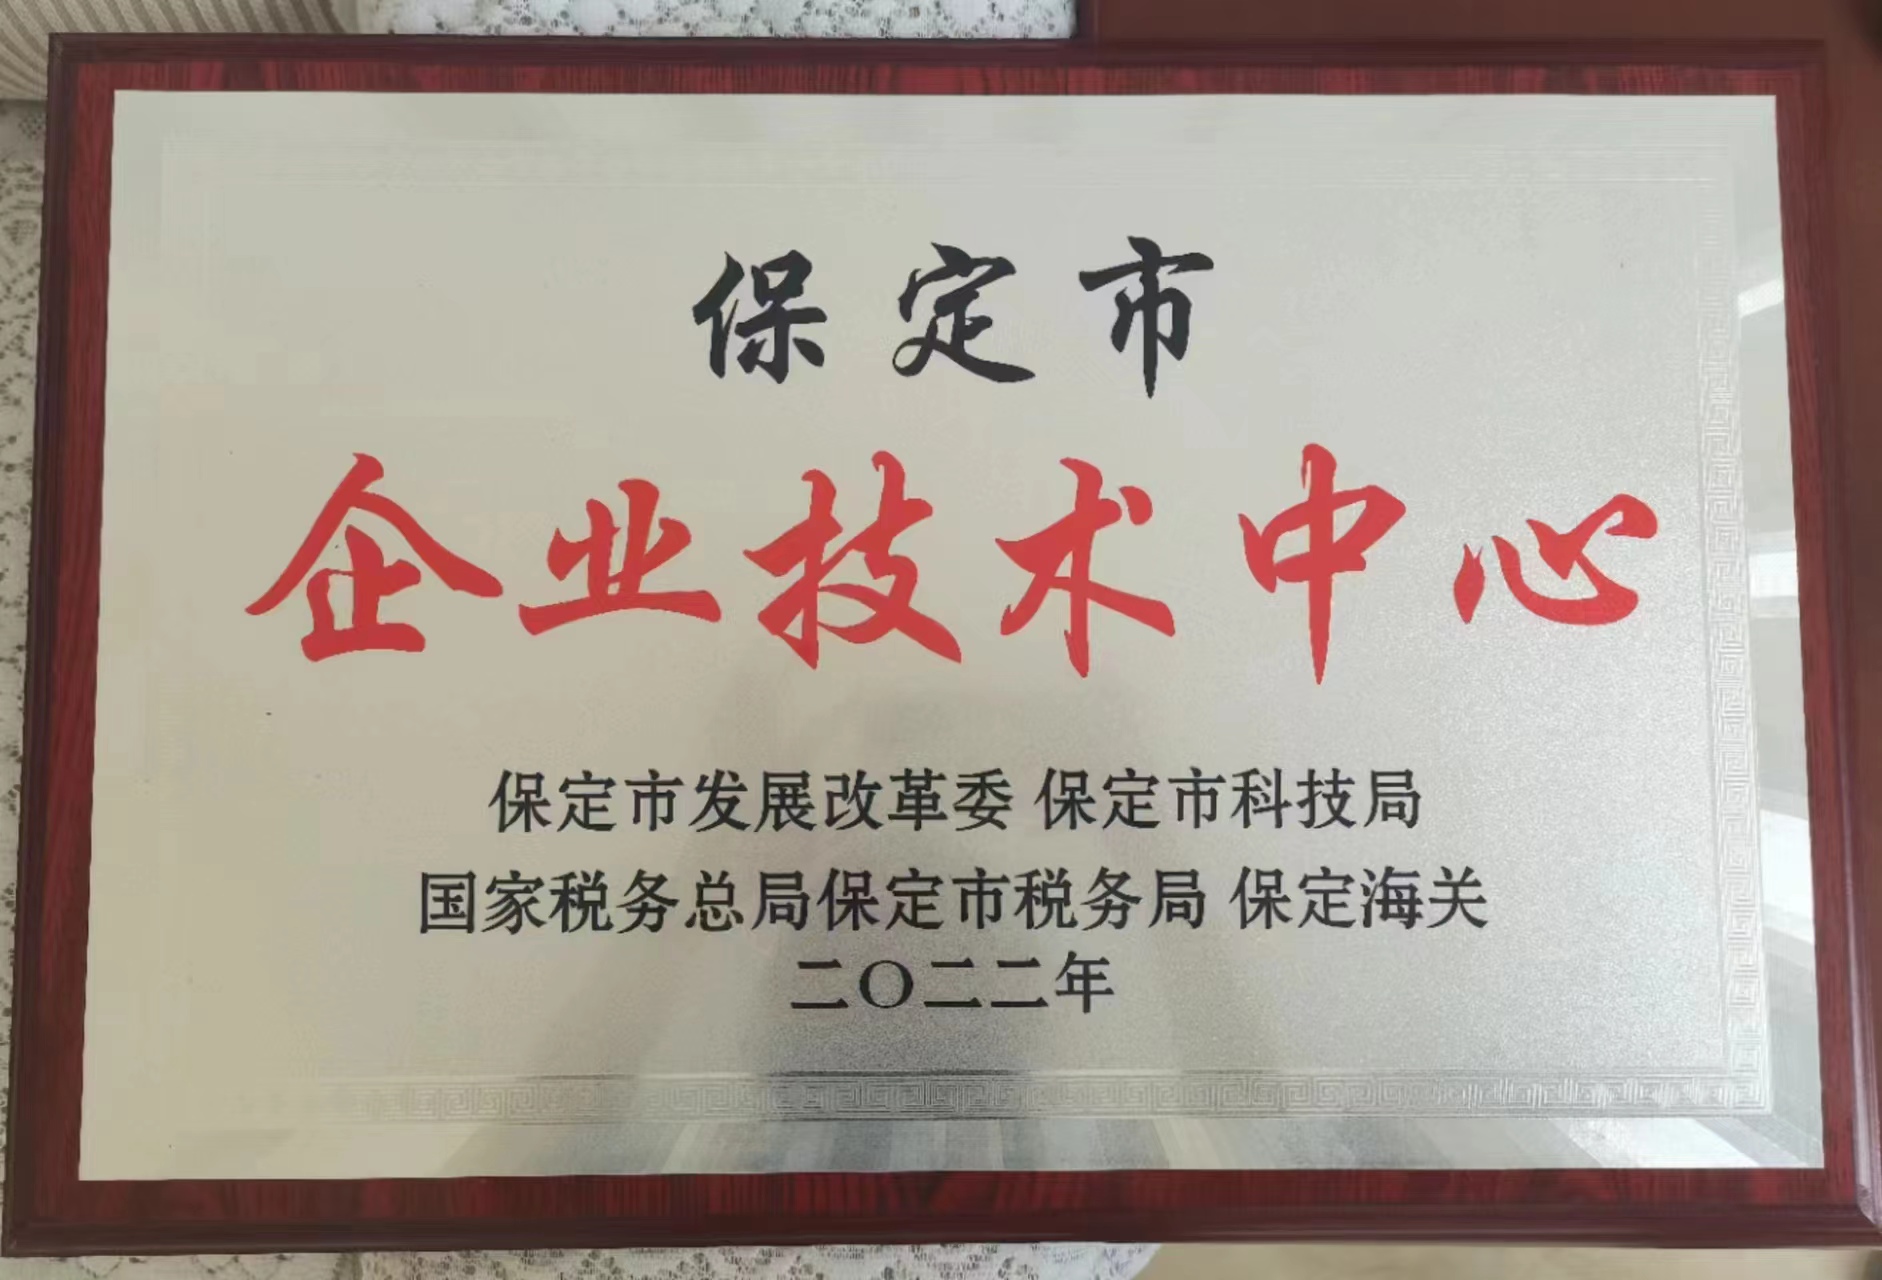 保定市
企业技术中心
保定市发展改革委 保定市科技局
国家税务总局保定市税务局 保定海关
二〇二二年